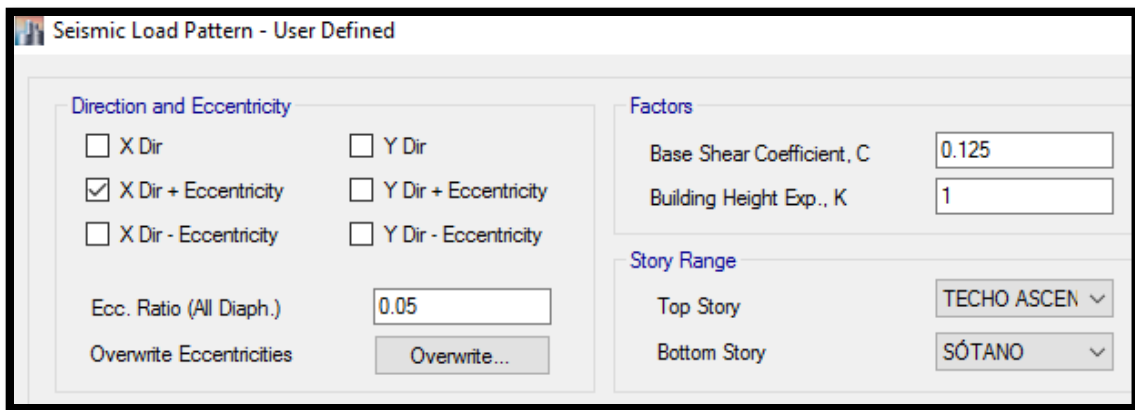 Seismic Load Pattern - User Defined
Direction and Eccentricity
X Dir
Y Dir
X Dir + Eccentricity
Y Dir + Eccentricity
X Dir - Eccentricity
Y Dir - Eccentricity
Ecc. Ratio (All Diaph.)
0.05
Overwrite Eccentricities
Overwrite...
Factors
Base Shear Coefficient, C
0.125
Building Height Exp., K
1
Story Range
Top Story
TECHO ASCEN
Bottom Story
SÓTANO